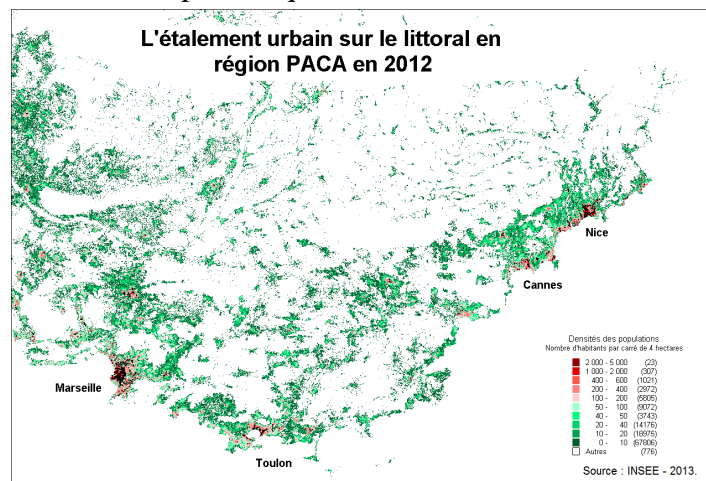 L'étalement urbain sur le littoral en
région PACA en 2012
Nice
Cannes
Marseille
Toulon
Densités des populations
Nombre d'habitants par carré de 4 hectares
2 000 - 5 000 (23)
1 000 - 2 000 (307)
400 - 600 (1021)
200 - 400 (2972)
100 - 200 (5805)
50 - 100 (9072)
40 - 50 (3743)
20 - 40 (14176)
10 - 20 (18975)
0 - 10 (67806)
Autres (776)
Source : INSEE - 2013.